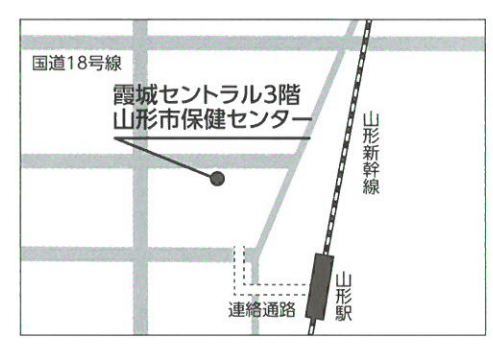 国道18号線
霞城セントラル3階
山形市保健センター
山形新幹線
山形駅
連絡通路